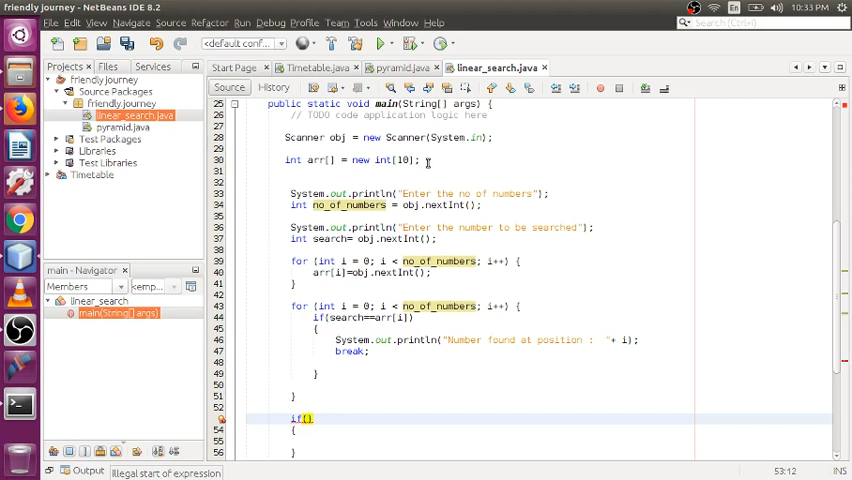 friendly journey - NetBeans IDE 8.2
En
10:33 PM
File Edit View Navigate Source Refactor Run Debug Profile Team Tools Window Help
Search (Ctrl+I)
<default conf...
Projects Files Services
Start Page Timetable.java pyramid.java linear_search.java
Source History
friendly journey
Source Packages
friendly.journey
linear_search.java
pyramid.java
Test Packages
Libraries
Test Libraries
Timetable
main - Navigator
Members <emp...
linear_search
main(String[] args)
25 public static void main(String[] args) {
26 // TODO code application logic here
27
28 Scanner obj = new Scanner(System.in);
29
30 int arr[] = new int[10];
31
33 System.out.println("Enter the no of numbers");
34 int no_of_numbers = obj.nextInt();
35
36 System.out.println("Enter the number to be searched");
37 int search= obj.nextInt();
38
39 for (int i = 0; i < no_of_numbers; i++) {
40 arr[i]=obj.nextInt();
41 }
42
43 for (int i = 0; i < no_of_numbers; i++) {
44 if(search==arr[i])
45 {
46 System.out.println("Number found at position :  "+ i);
47 break;
48
49 }
50
51 }
52
if()
54 {
55
56 }
Output
Illegal start of expression
53:12
INS